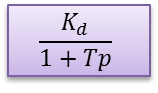 K_d
1 + Tp